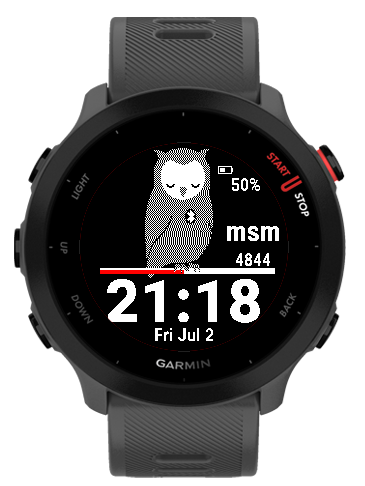 START
STOP
LIGHT
50%
msm
UP
4844
21:18
DOWN
BACK
Fri Jul 2
GARMIN